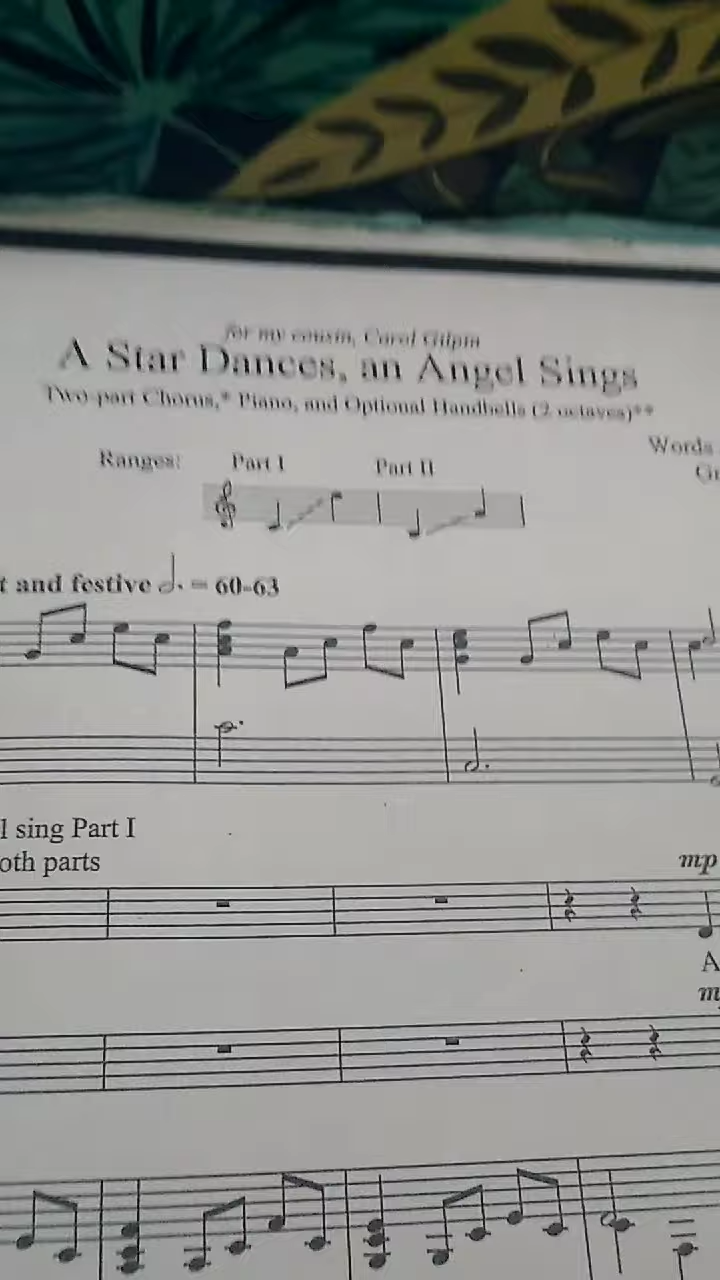 for my cousin, Carol Gilpin
A Star Dances, an Angel Sings
Two-part Chorus,* Piano, and Optional Handbells (2 octaves)**
Words
Ranges: Part I Part II
t and festive = 60-63
l sing Part I
oth parts
mp
A
m